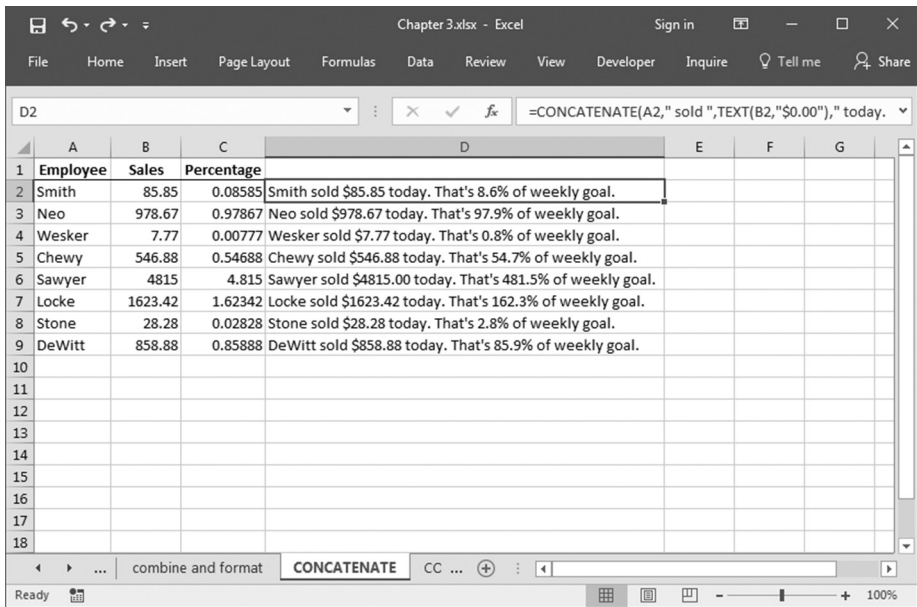 Chapter 3.xlsx - Excel Sign in
File Home Insert Page Layout Formulas Data Review View Developer Inquire Tell me Share
D2 fx =CONCATENATE(A2," sold ",TEXT(B2,"$0.00")," today.
A B C D E F G
1 Employee Sales Percentage
2 Smith 85.85 0.08585 Smith sold $85.85 today. That's 8.6% of weekly goal.
3 Neo 978.67 0.97867 Neo sold $978.67 today. That's 97.9% of weekly goal.
4 Wesker 7.77 0.00777 Wesker sold $7.77 today. That's 0.8% of weekly goal.
5 Chewy 546.88 0.54688 Chewy sold $546.88 today. That's 54.7% of weekly goal.
6 Sawyer 4815 4.815 Sawyer sold $4815.00 today. That's 481.5% of weekly goal.
7 Locke 1623.42 1.62342 Locke sold $1623.42 today. That's 162.3% of weekly goal.
8 Stone 28.28 0.02828 Stone sold $28.28 today. That's 2.8% of weekly goal.
9 DeWitt 858.88 0.85888 DeWitt sold $858.88 today. That's 85.9% of weekly goal.
10
11
12
13
14
15
16
17
18
... combine and format CONCATENATE CC ...
Ready 100%